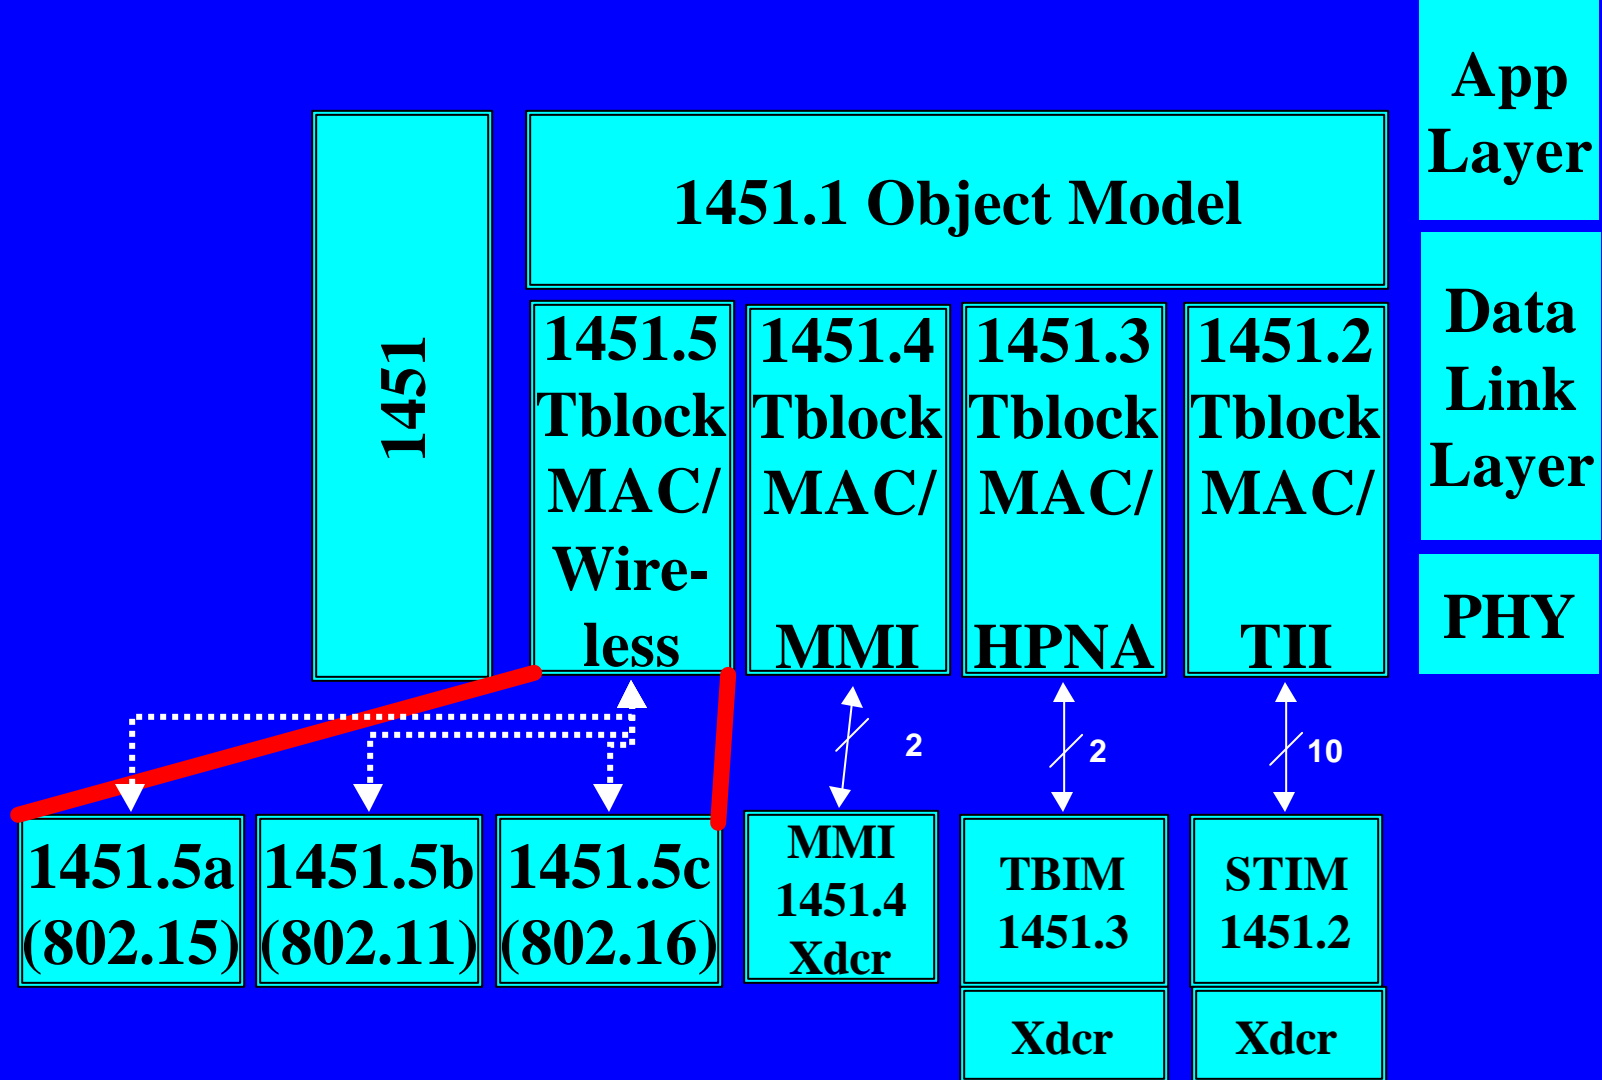 App
Layer
1451.1 Object Model
1451
1451.5
Tblock
MAC/
Wire-
less
1451.4
Tblock
MAC/
MMI
1451.3
Tblock
MAC/
HPNA
1451.2
Tblock
MAC/
TII
Data
Link
Layer
PHY
2
2
10
1451.5a
(802.15)
1451.5b
(802.11)
1451.5c
(802.16)
MMI
1451.4
Xdcr
TBIM
1451.3
STIM
1451.2
Xdcr
Xdcr